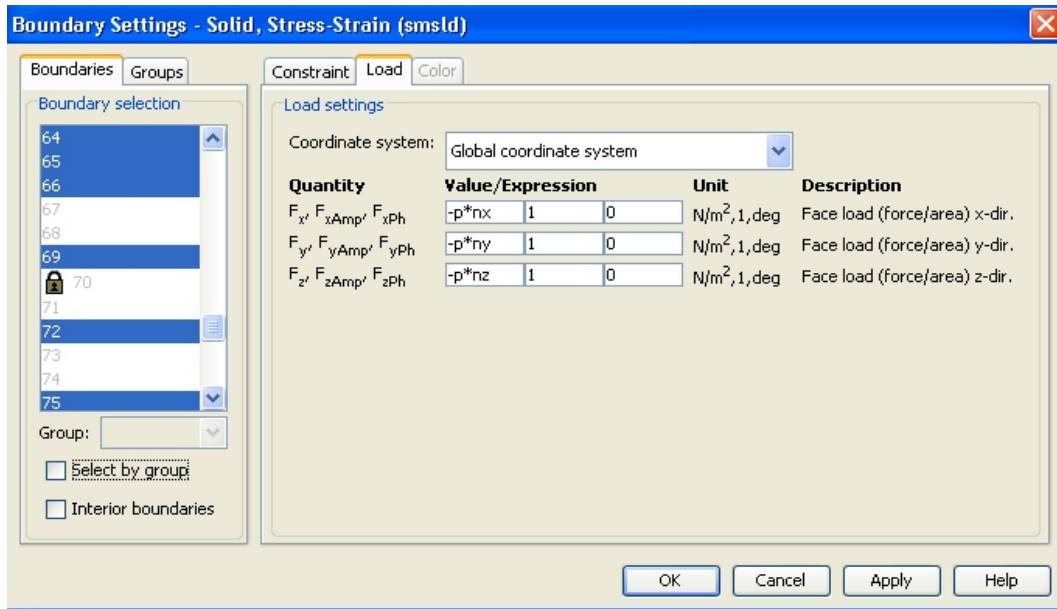 Boundary Settings - Solid, Stress-Strain (smsld)
Boundaries Groups
Constraint Load Color
Boundary selection
64
65
66
67
68
69
70
71
72
73
74
75
Group:
Select by group
Interior boundaries
Load settings
Coordinate system: Global coordinate system
Quantity Value/Expression Unit Description
Fx, FxAmp, FxPh -p*nx 1 0 N/m²,1,deg Face load (force/area) x-dir.
Fy, FyAmp, FyPh -p*ny 1 0 N/m²,1,deg Face load (force/area) y-dir.
Fz, FzAmp, FzPh -p*nz 1 0 N/m²,1,deg Face load (force/area) z-dir.
OK Cancel Apply Help